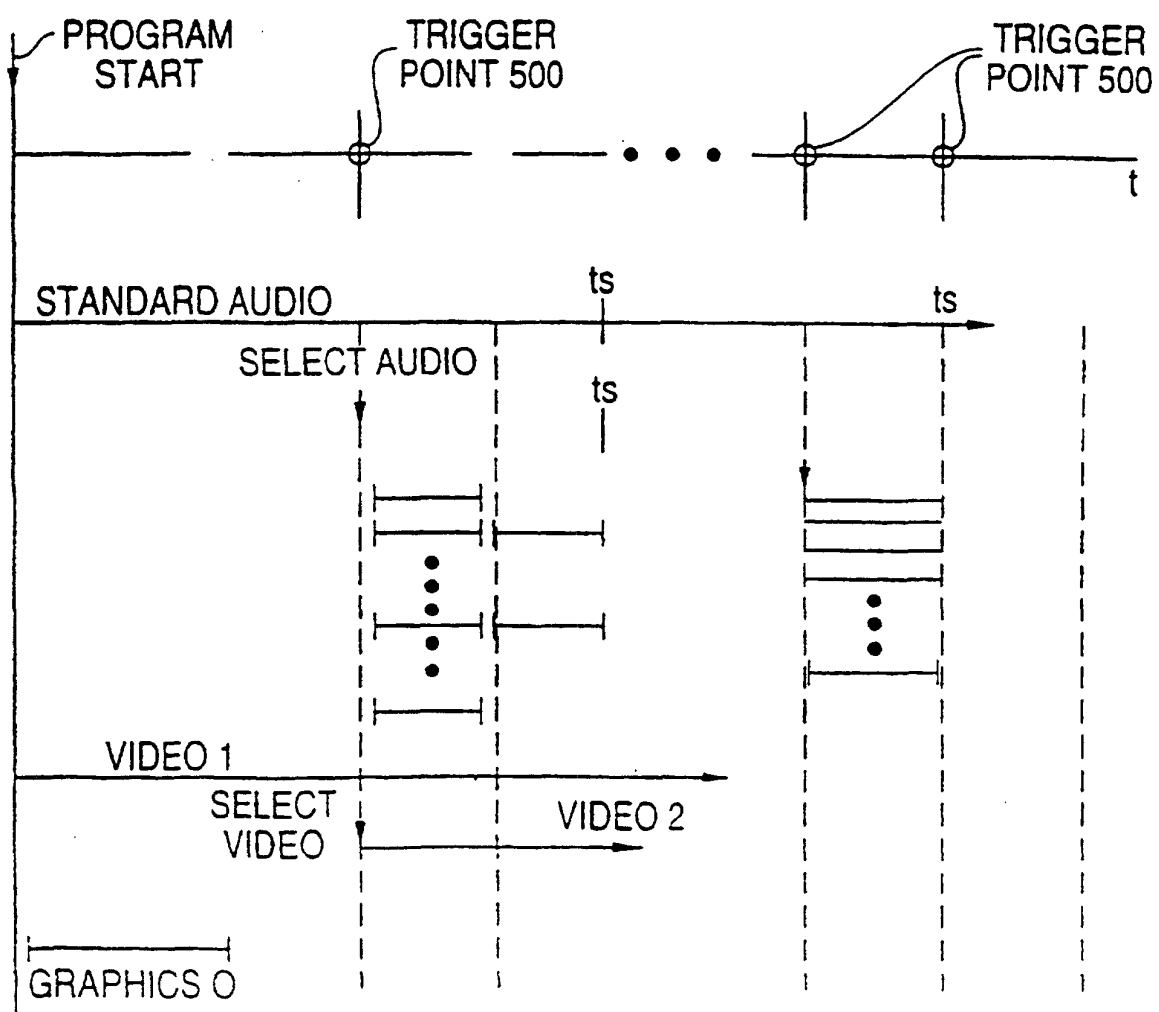 PROGRAM
START
TRIGGER
POINT 500
TRIGGER
POINT 500
t
STANDARD AUDIO
ts
ts
SELECT AUDIO
ts
VIDEO 1
SELECT
VIDEO
VIDEO 2
GRAPHICS O